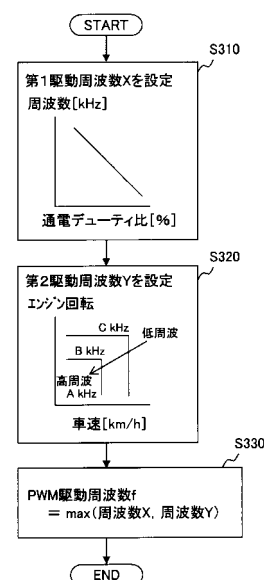 START
S310
第1駆動周波数Xを設定
周波数[kHz]
通電デューティ比[%]
S320
第2駆動周波数Yを設定
エンジン回転
C kHz
低周波
B kHz
高周波
A kHz
車速[km/h]
S330
PWM駆動周波数f
= max(周波数X, 周波数Y)
END